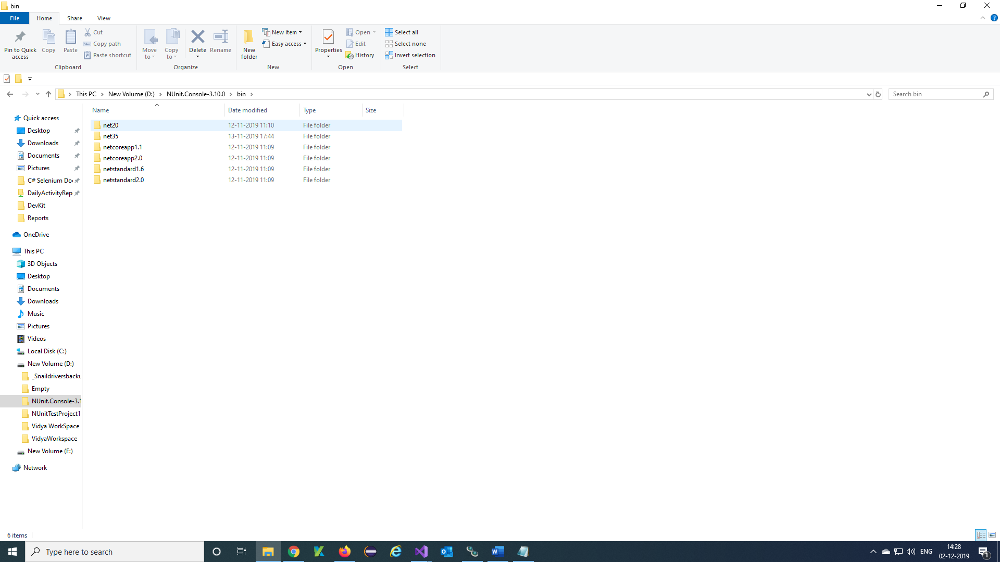 bin
File Home Share View
Pin to Quick access
Copy
Paste
Cut
Copy path
Paste shortcut
Clipboard
Move to
Copy to
Delete
Rename
Organize
New folder
New item
Easy access
New
Properties
Open
Edit
History
Open
Select all
Select none
Invert selection
Select
This PC > New Volume (D:) > NUnit.Console-3.10.0 > bin >
Search bin
Name Date modified Type Size
net20 12-11-2019 11:10 File folder
net35 13-11-2019 17:44 File folder
netcoreapp1.1 12-11-2019 11:09 File folder
netcoreapp2.0 12-11-2019 11:09 File folder
netstandard1.6 12-11-2019 11:09 File folder
netstandard2.0 12-11-2019 11:09 File folder
Quick access
Desktop
Downloads
Documents
Pictures
C# Selenium Do
DailyActivityRep
DevKit
Reports
OneDrive
This PC
3D Objects
Desktop
Documents
Downloads
Music
Pictures
Videos
Local Disk (C:)
New Volume (D:)
_Snaildriversbacku
Empty
NUnit.Console-3.1
NUnitTestProject1
Vidya WorkSpace
VidyaWorkspace
New Volume (E:)
Network
6 items
Type here to search
ENG
14:28
02-12-2019
1